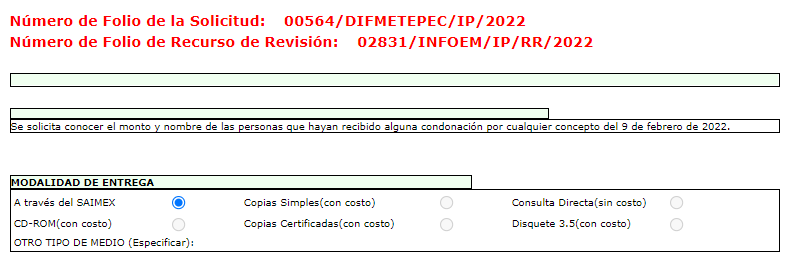 Número de Folio de la Solicitud: 00564/DIFMETEPEC/IP/2022
Número de Folio de Recurso de Revisión: 02831/INFOEM/IP/RR/2022
Se solicita conocer el monto y nombre de las personas que hayan recibido alguna condonación por cualquier concepto del 9 de febrero de 2022.
MODALIDAD DE ENTREGA
A través del SAIMEX Copias Simples(con costo) Consulta Directa(sin costo)
CD-ROM(con costo) Copias Certificadas(con costo) Disquete 3.5(con costo)
OTRO TIPO DE MEDIO (Especificar):